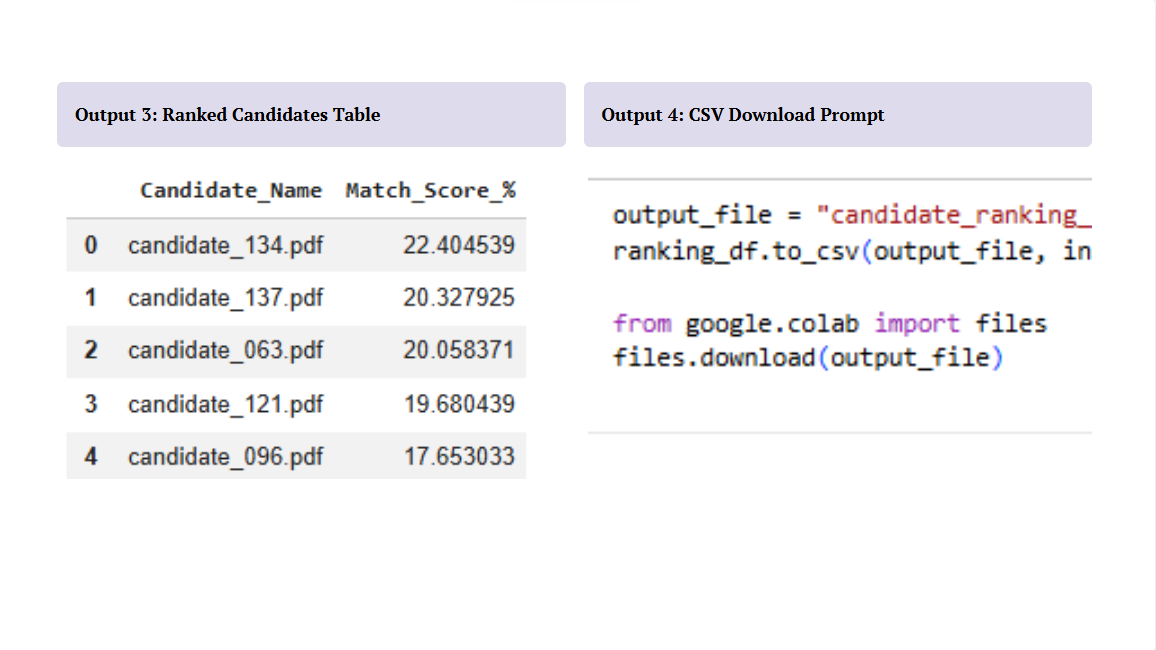 Output 3: Ranked Candidates Table
Candidate_Name Match_Score_%
0 candidate_134.pdf 22.404539
1 candidate_137.pdf 20.327925
2 candidate_063.pdf 20.058371
3 candidate_121.pdf 19.680439
4 candidate_096.pdf 17.653033
Output 4: CSV Download Prompt
output_file = "candidate_ranking_
ranking_df.to_csv(output_file, in
from google.colab import files
files.download(output_file)